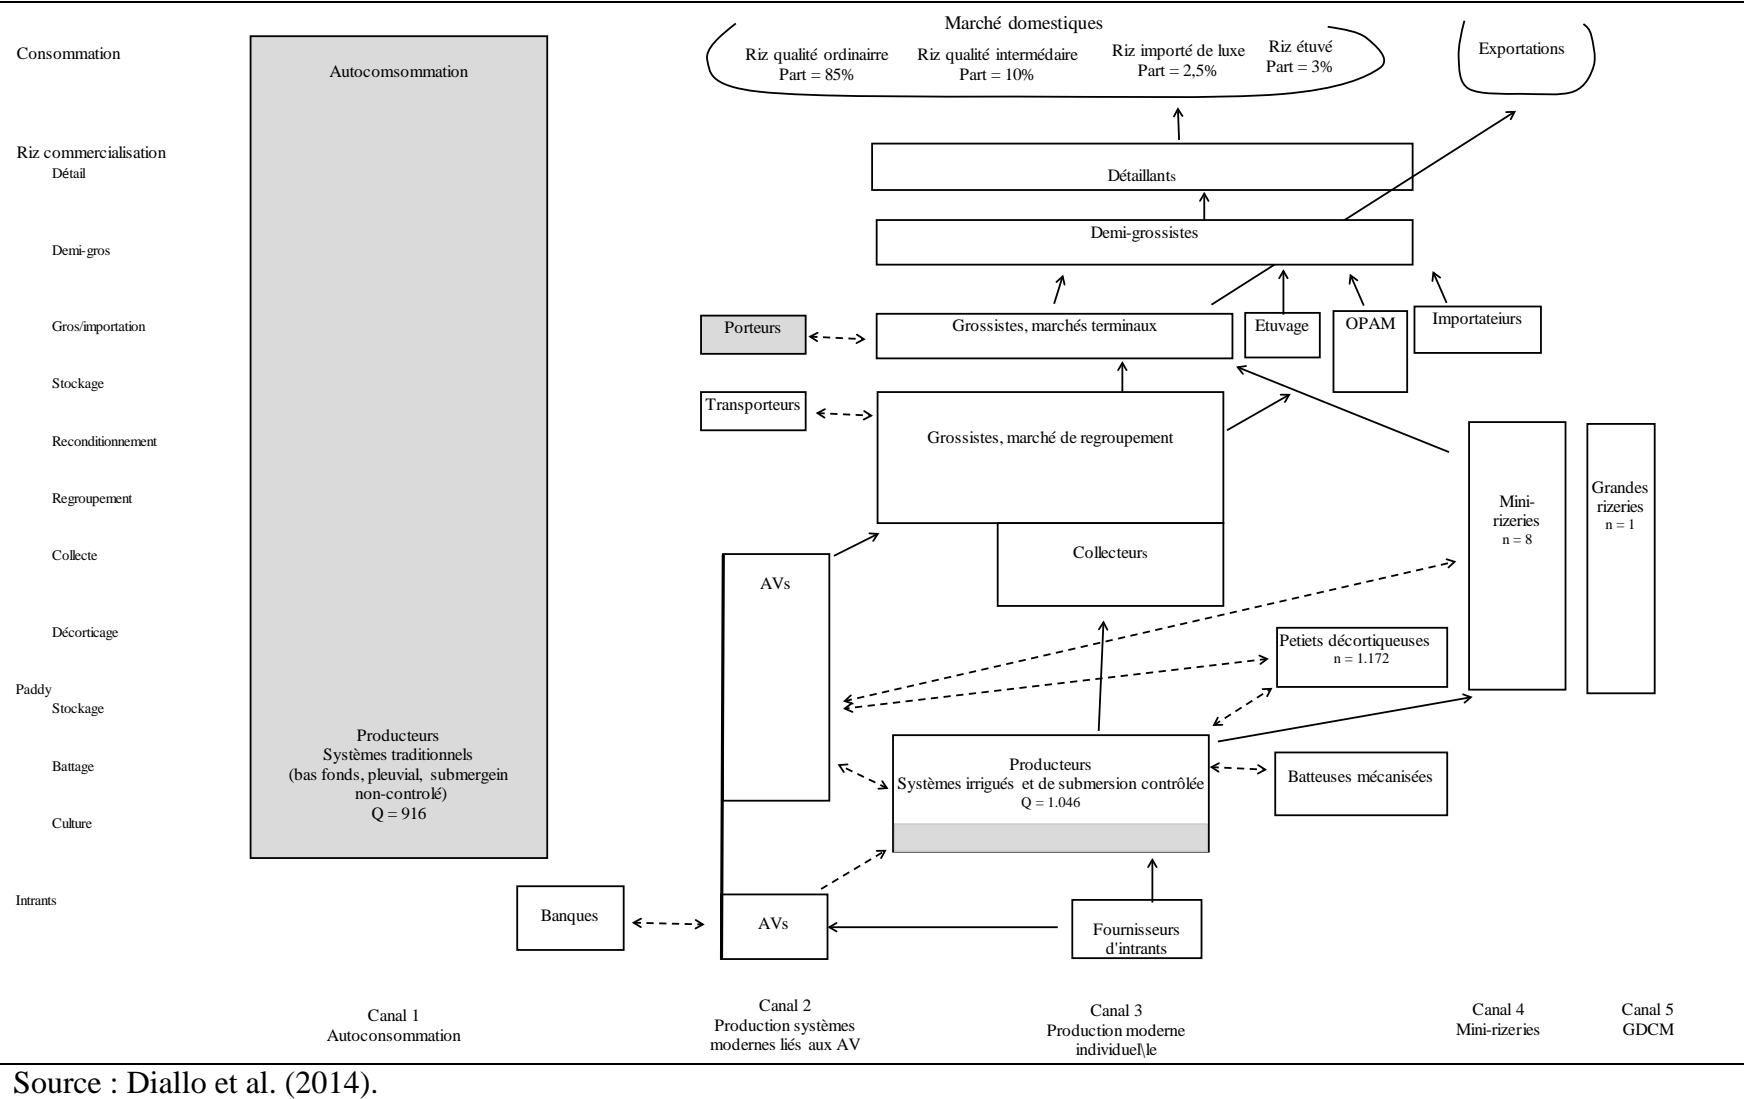 Marché domestiques
Consommation
Autocomsommation
Riz qualité ordinairre
Part = 85%
Riz qualité intermédaire
Part = 10%
Riz importé de luxe
Part = 2,5%
Riz étuvé
Part = 3%
Exportations
Riz commercialisation
Détail
Détaillants
Demi-gros
Demi-grossistes
Gros/importation
Porteurs
Grossistes, marchés terminaux
Etuvage
OPAM
Importateiurs
Stockage
Transporteurs
Reconditionnement
Grossistes, marché de regroupement
Regroupement
Mini-
rizeries
n = 8
Grandes
rizeries
n = 1
Collecte
AVs
Collecteurs
Décorticage
Petiets décortiqueuses
n = 1.172
Paddy
Stockage
Battage
Culture
Producteurs
Systèmes traditionnels
(bas fonds, pleuvial, submergein
non-controlé)
Q = 916
Producteurs
Systèmes irrigués et de submersion contrôlée
Q = 1.046
Batteuses mécanisées
Intrants
Banques
AVs
Fournisseurs
d'intrants
Canal 1
Autoconsommation
Canal 2
Production systèmes
modernes liés aux AV
Canal 3
Production moderne
individuel\le
Canal 4
Mini-rizeries
Canal 5
GDCM
Source : Diallo et al. (2014).